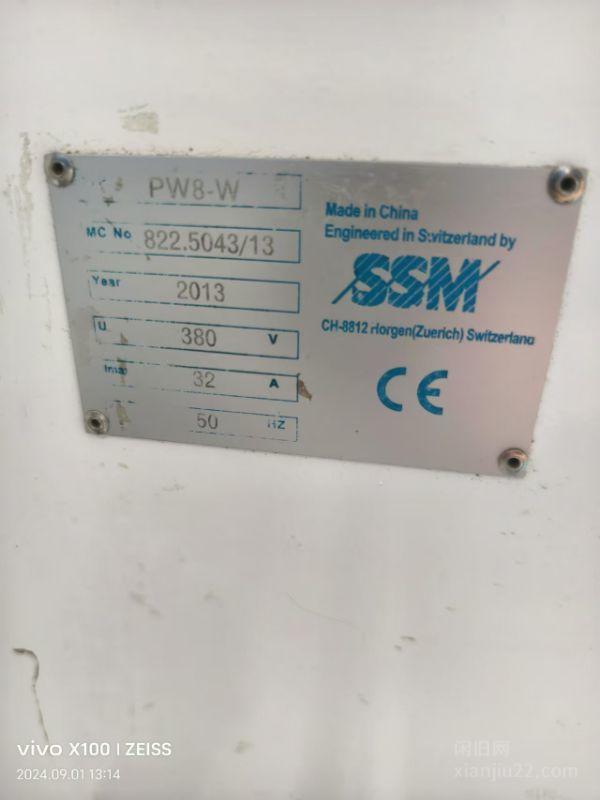 PW8-W
MC No 822.5043/13
Year 2013
U 380 V
Imax 32 A
50 HZ
Made in China
Engineered in Switzerland by
SSM
CH-8812 Horgen(Zuerich) Switzerland
CE
vivo X100 | ZEISS
2024.09.01 13:14
闲旧网
xianjiu22.com